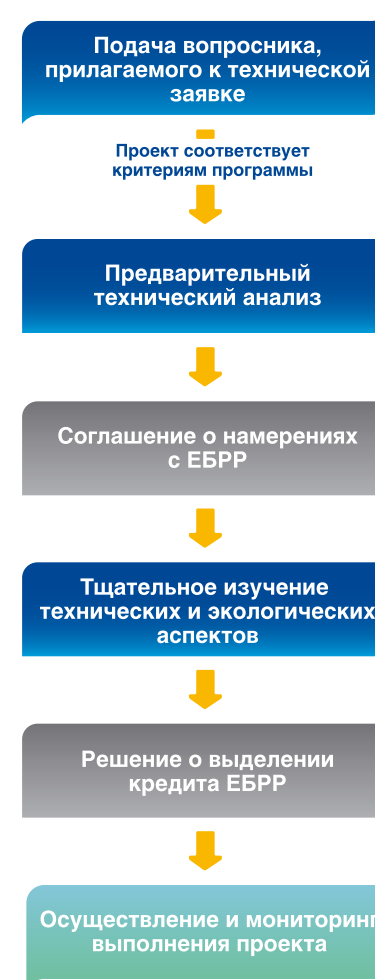 Подача вопросника,
прилагаемого к технической
заявке
Проект соответствует
критериям программы
Предварительный
технический анализ
Соглашение о намерениях
с ЕБРР
Тщательное изучение
технических и экологических
аспектов
Решение о выделении
кредита ЕБРР
Осуществление и мониторинг
выполнения проекта